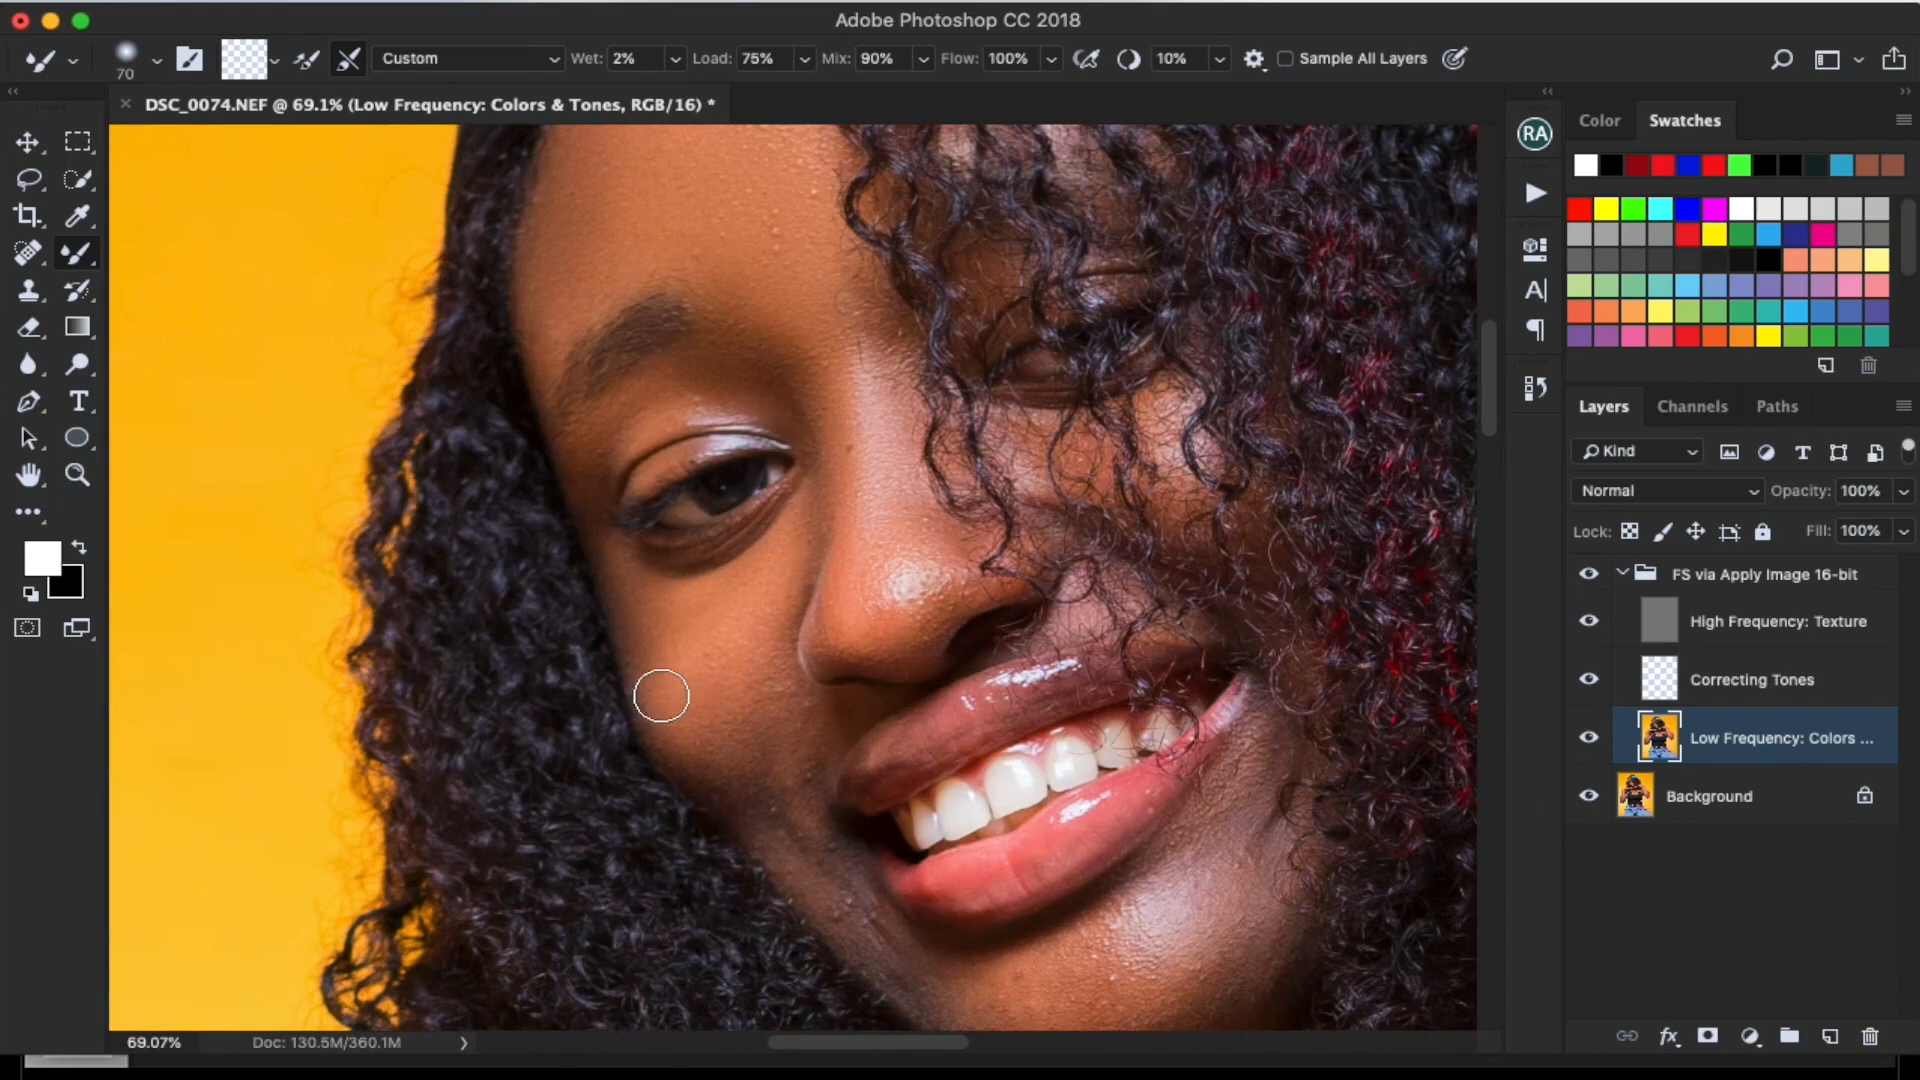 Adobe Photoshop CC 2018
70
Custom
Wet: 2%
Load: 75%
Mix: 90%
Flow: 100%
10%
Sample All Layers
DSC_0074.NEF @ 69.1% (Low Frequency: Colors & Tones, RGB/16) *
RA
Color
Swatches
Layers
Channels
Paths
Kind
Normal
Opacity: 100%
Lock:
Fill: 100%
FS via Apply Image 16-bit
High Frequency: Texture
Correcting Tones
Low Frequency: Colors ...
Background
fx
69.07%
Doc: 130.5M/360.1M